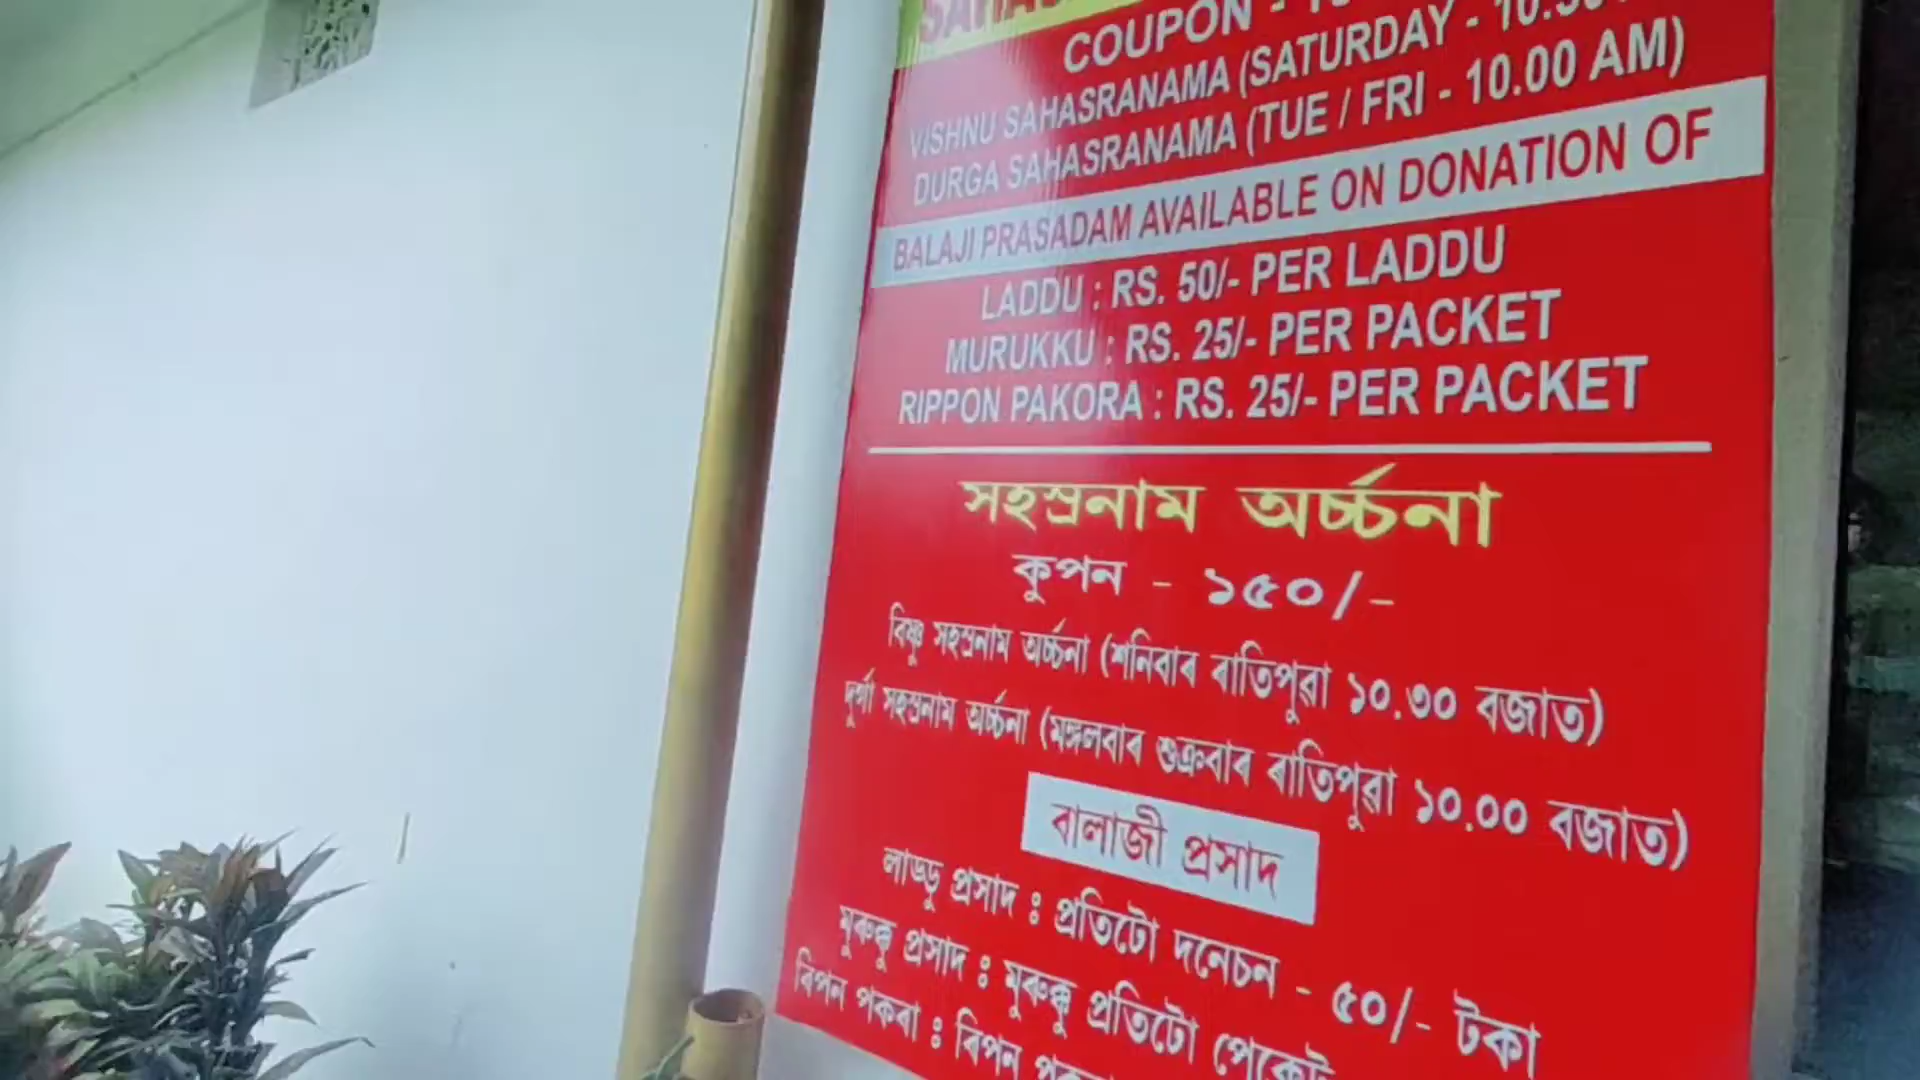 COUPON -
VISHNU SAHASRANAMA (SATURDAY - 10.30
DURGA SAHASRANAMA (TUE / FRI - 10.00 AM)
BALAJI PRASADAM AVAILABLE ON DONATION OF
LADDU : RS. 50/- PER LADDU
MURUKKU : RS. 25/- PER PACKET
RIPPON PAKORA : RS. 25/- PER PACKET
সহস্ৰনাম অৰ্চ্চনা
কুপন - ১৫০/-
বিষ্ণু সহস্ৰনাম অৰ্চ্চনা (শনিবাৰ ৰাতিপুৱা ১০.৩০ বজাত)
দুৰ্গা সহস্ৰনাম অৰ্চ্চনা (মঙ্গলবাৰ শুক্ৰবাৰ ৰাতিপুৱা ১০.০০ বজাত)
বালাজী প্ৰসাদ
লাড্ডু প্ৰসাদ : প্ৰতিটো দনেচন - ৫০/- টকা
মুৰুক্কু প্ৰসাদ : মুৰুক্কু প্ৰতিটো পেকেট
ৰিপন পকৰা : ৰিপন